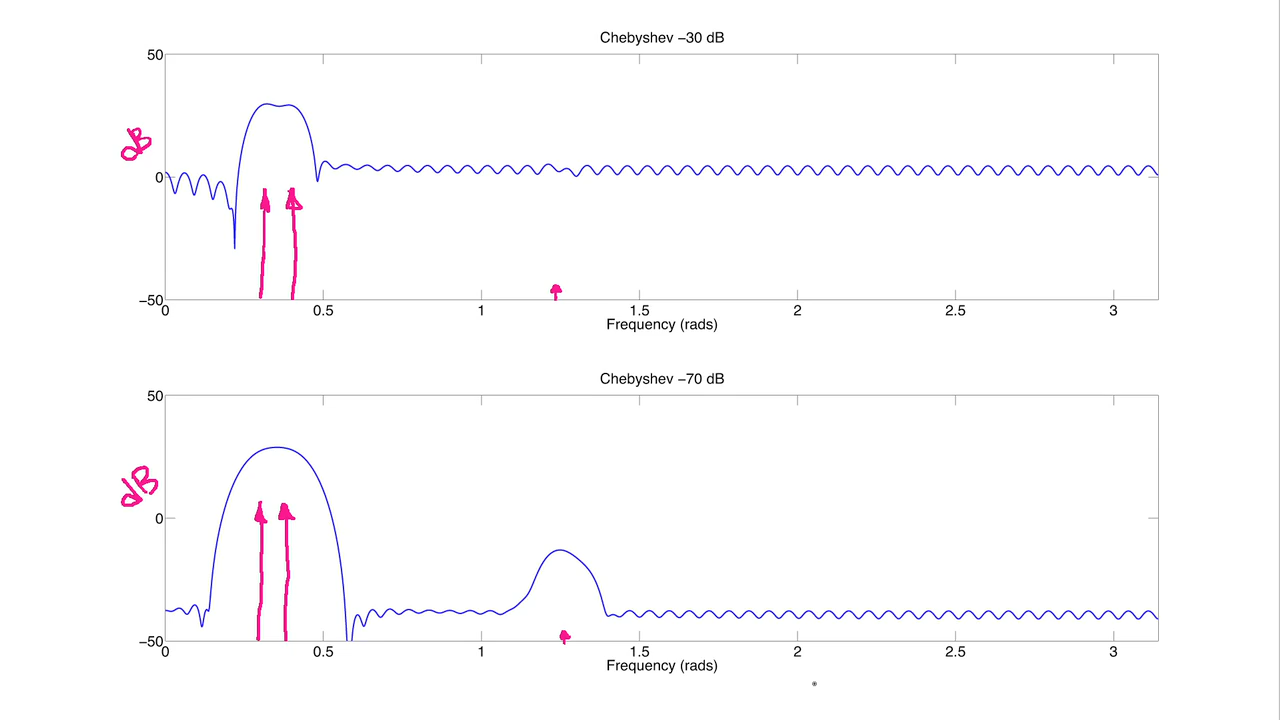 Chebyshev −30 dB
50
dB
0
−50
0 0.5 1 1.5 2 2.5 3
Frequency (rads)
Chebyshev −70 dB
50
dB
0
−50
0 0.5 1 1.5 2 2.5 3
Frequency (rads)